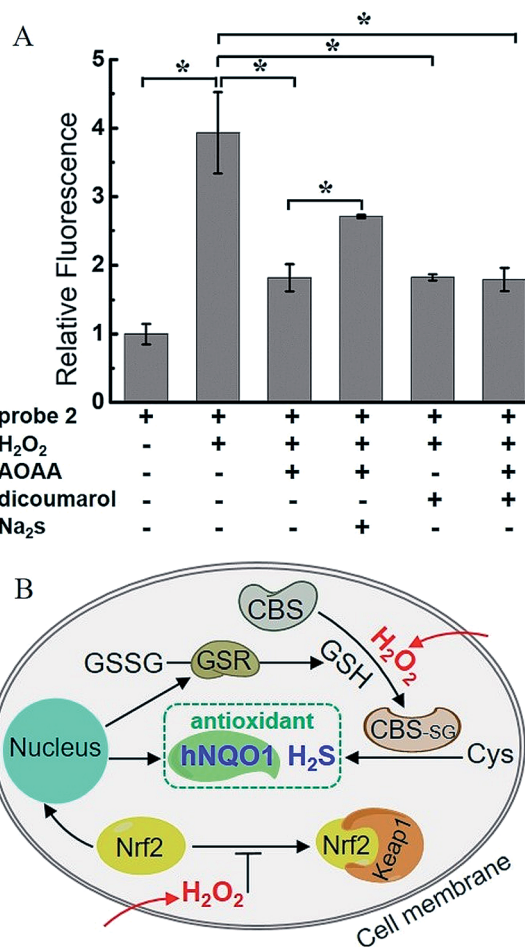 A
*
*
* *
*
Relative Fluorescence
5
4
3
2
1
0
probe 2 + + + + + +
H₂O₂ - + + + + +
AOAA - - + + - +
dicoumarol - - - - + +
Na₂s - - - + - -
B
CBS
H₂O₂
GSSG GSR GSH
CBS-SG
antioxidant
Nucleus hNQO1 H₂S Cys
Nrf2 Nrf2 Keap1
H₂O₂
Cell membrane